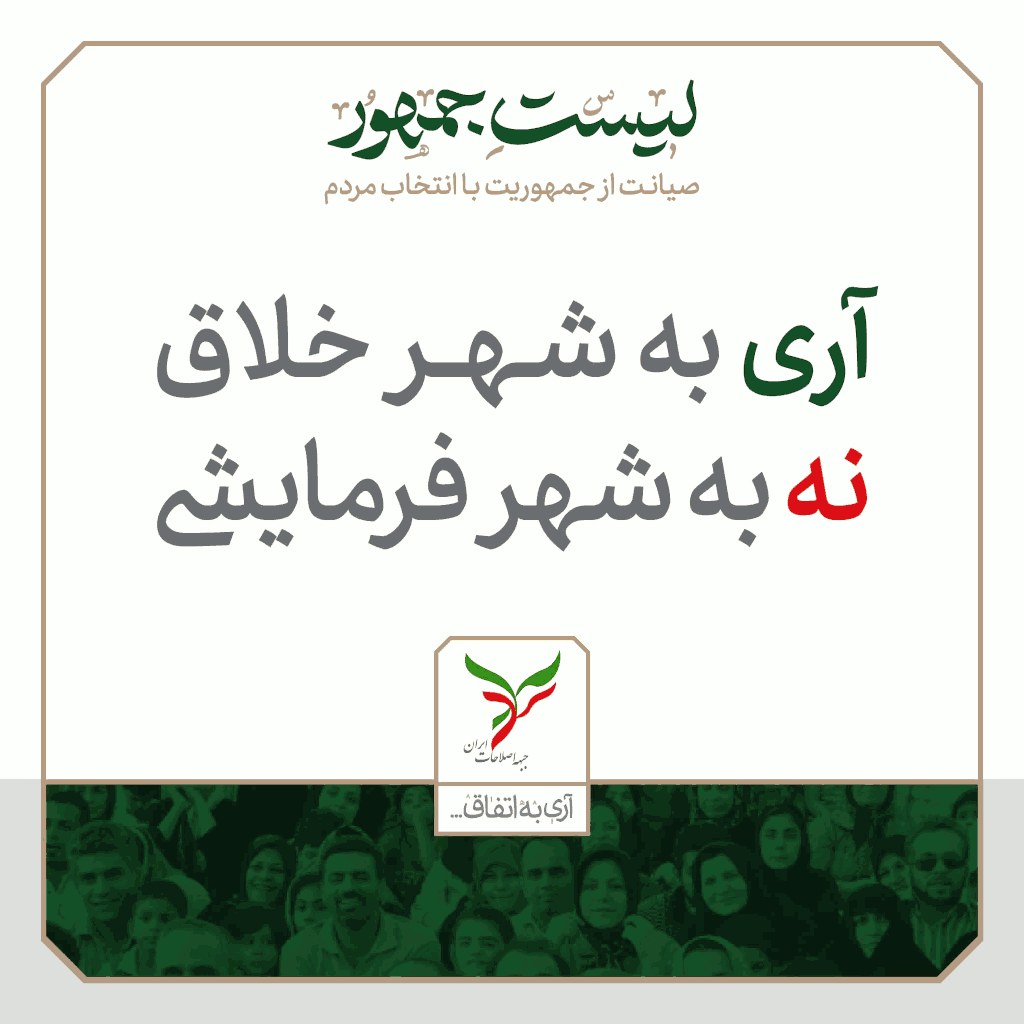 لیستِ جمهور
صیانت از جمهوریت با انتخاب مردم
آری به شهر خلاق
نه به شهر فرمایشی
جبهه اصلاحات ایران
آری به اتفاق...